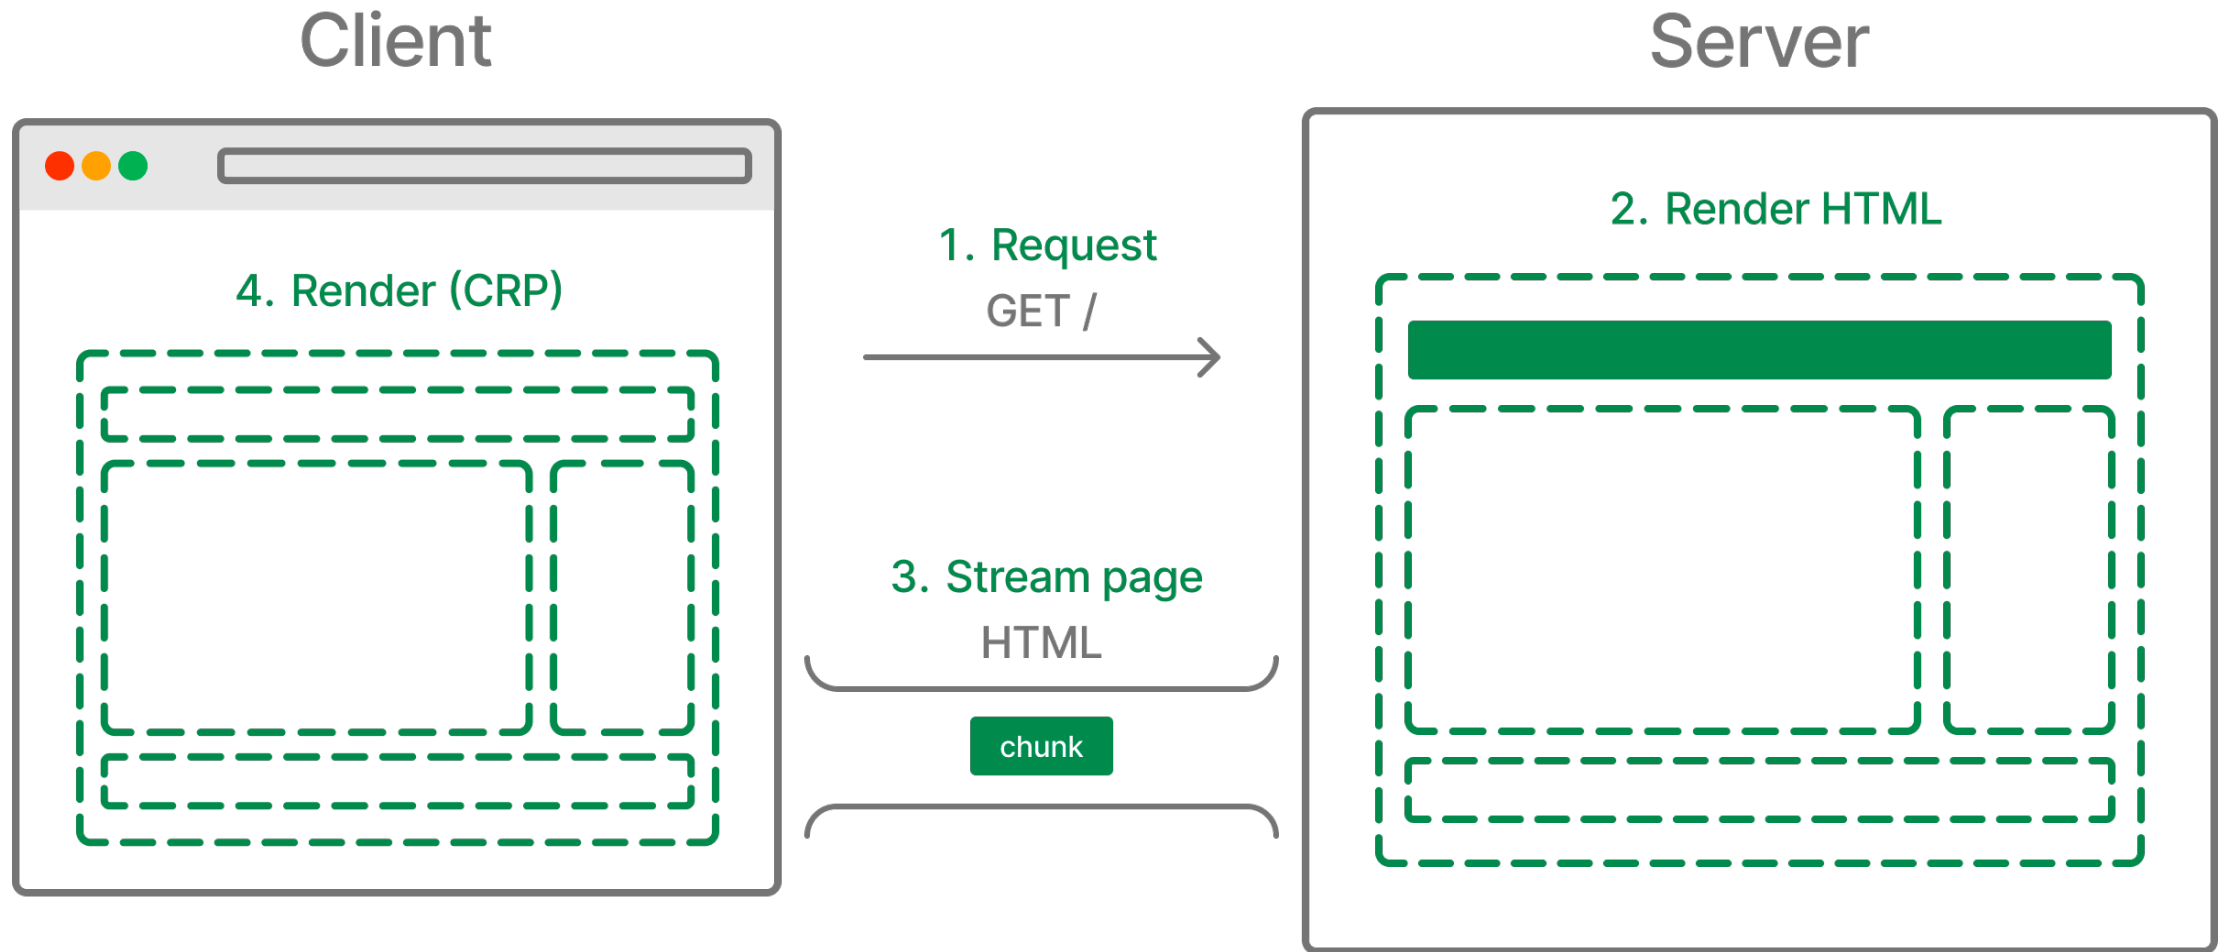 Client
Server
1. Request
GET /
2. Render HTML
3. Stream page
HTML
chunk
4. Render (CRP)